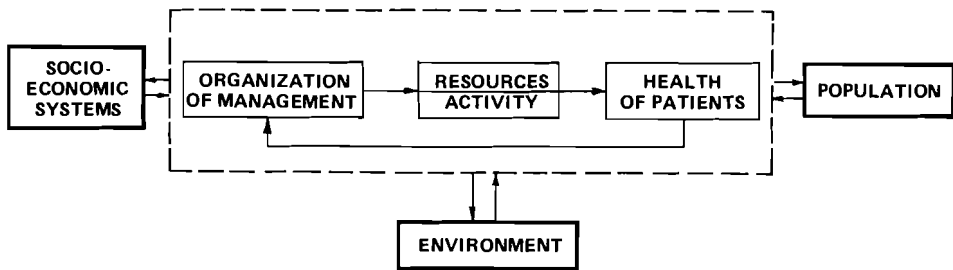 SOCIO-
ECONOMIC
SYSTEMS
ORGANIZATION
OF MANAGEMENT
RESOURCES
ACTIVITY
HEALTH
OF PATIENTS
POPULATION
ENVIRONMENT